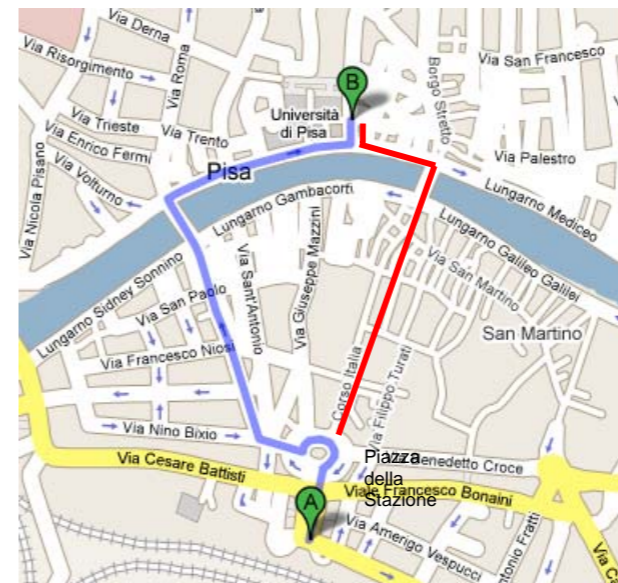 Via Derna
Via Risorgimento
Via Roma
Via San Francesco
Borgo Stretto
B
Università
di Pisa
Via Trieste
Via Trento
Via Enrico Fermi
Via Palestro
Via Volturno
Pisa
Via Nicola Pisano
Lungarno Gambacorti
Lungarno Mediceo
Lungarno Galileo Galilei
Via Giuseppe Mazzini
Via Sant'Antonio
Lungarno Sidney Sonnino
Via San Martino
Via San Paolo
San Martino
Via Francesco Niosi
Corso Italia
Via Filippo Turati
Via Nino Bixio
Via Cesare Battisti
Piazza
della
Stazione
Benedetto Croce
Viale Francesco Bonaini
A
Via Amerigo Vespucci
Antonio Fratti
Via Ca